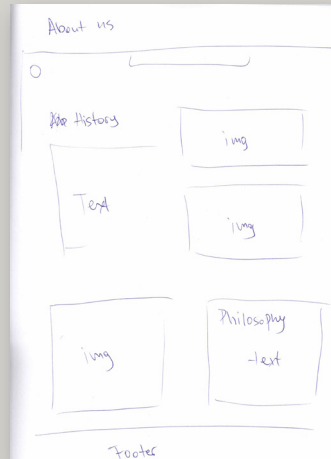 About us
History
img
Text
img
img
Philosophy
text
Footer